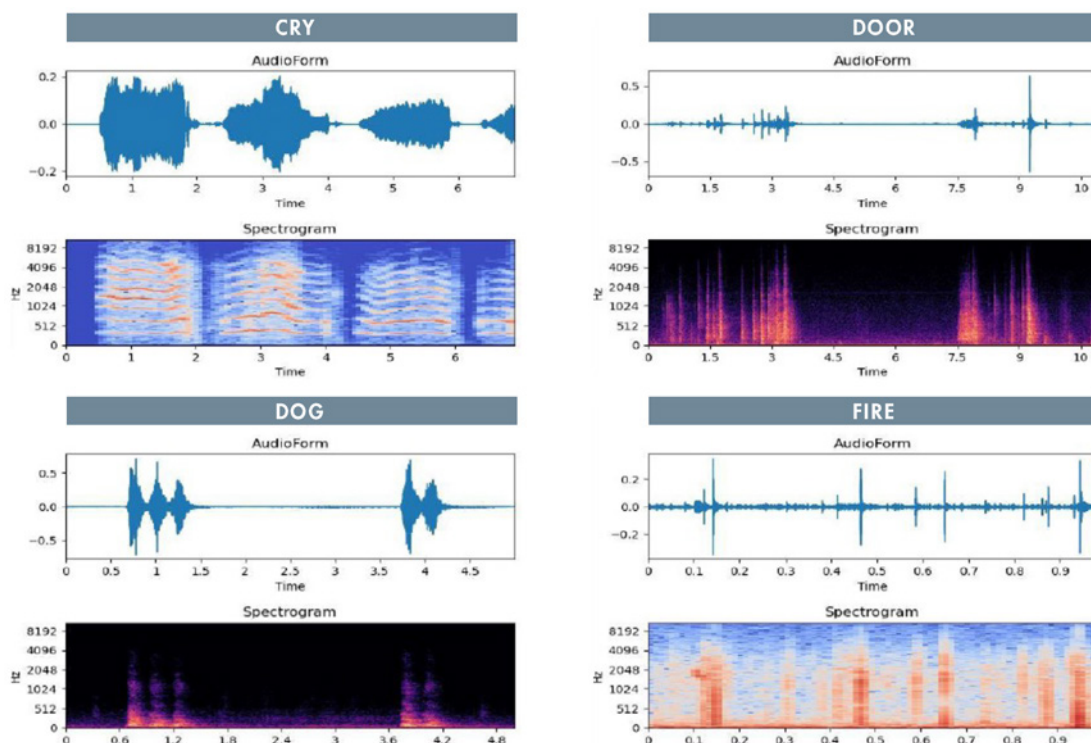 CRY
AudioForm
0.2
0.0
−0.2
0 1 2 3 4 5 6
Time
Spectrogram
8192
4096
2048
1024
512
0
Hz
0 1 2 3 4 5 6
Time
DOOR
AudioForm
0.5
0.0
−0.5
0 1.5 3 4.5 6 7.5 9 10
Time
Spectrogram
8192
4096
2048
1024
512
0
Hz
0 1.5 3 4.5 6 7.5 9 10
Time
DOG
AudioForm
0.5
0.0
−0.5
0 0.5 1 1.5 2 2.5 3 3.5 4 4.5
Time
Spectrogram
8192
4096
2048
1024
512
0
Hz
0 0.6 1.2 1.8 2.4 3 3.6 4.2 4.8
FIRE
AudioForm
0.2
0.0
−0.2
0 0.1 0.2 0.3 0.4 0.5 0.6 0.7 0.8 0.9
Time
Spectrogram
8192
4096
2048
1024
512
0
Hz
0 0.1 0.2 0.3 0.4 0.5 0.6 0.7 0.8 0.9